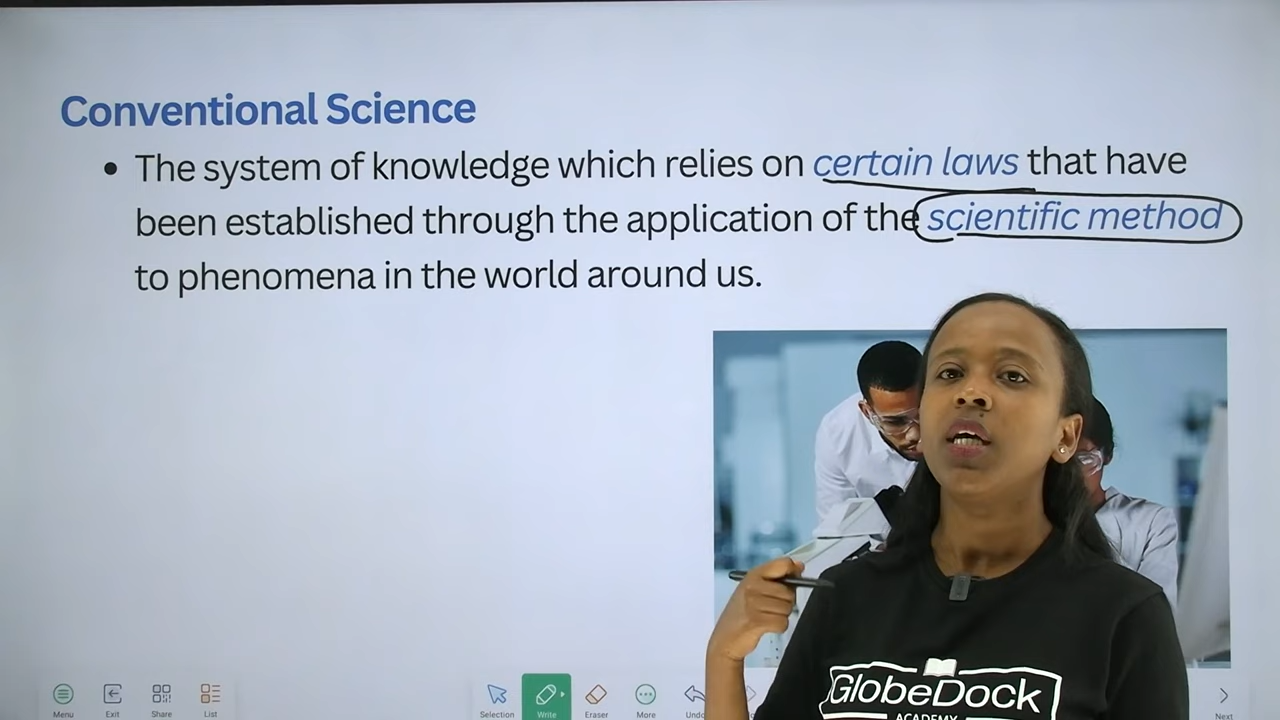 Conventional Science
• The system of knowledge which relies on certain laws that have
been established through the application of the scientific method
to phenomena in the world around us.
GlobeDock
ACADEMY
Menu
Exit
Share
List
Selection
Write
Eraser
More
Undo
Next